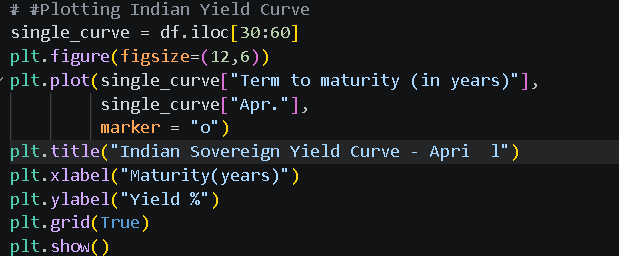 # #Plotting Indian Yield Curve
single_curve = df.iloc[30:60]
plt.figure(figsize=(12,6))
plt.plot(single_curve["Term to maturity (in years)"],
single_curve["Apr."],
marker = "o")
plt.title("Indian Sovereign Yield Curve - Apri  l")
plt.xlabel("Maturity(years)")
plt.ylabel("Yield %")
plt.grid(True)
plt.show()